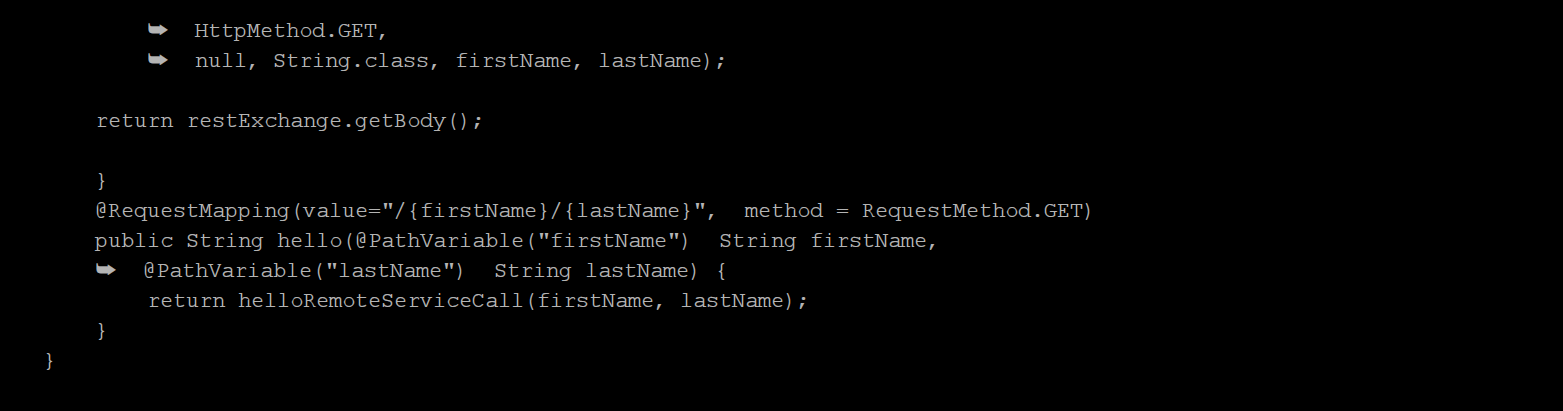 ➥ HttpMethod.GET,
➥ null, String.class, firstName, lastName);
return restExchange.getBody();
}
@RequestMapping(value="/{firstName}/{lastName}", method = RequestMethod.GET)
public String hello(@PathVariable("firstName") String firstName,
➥ @PathVariable("lastName") String lastName) {
return helloRemoteServiceCall(firstName, lastName);
}
}